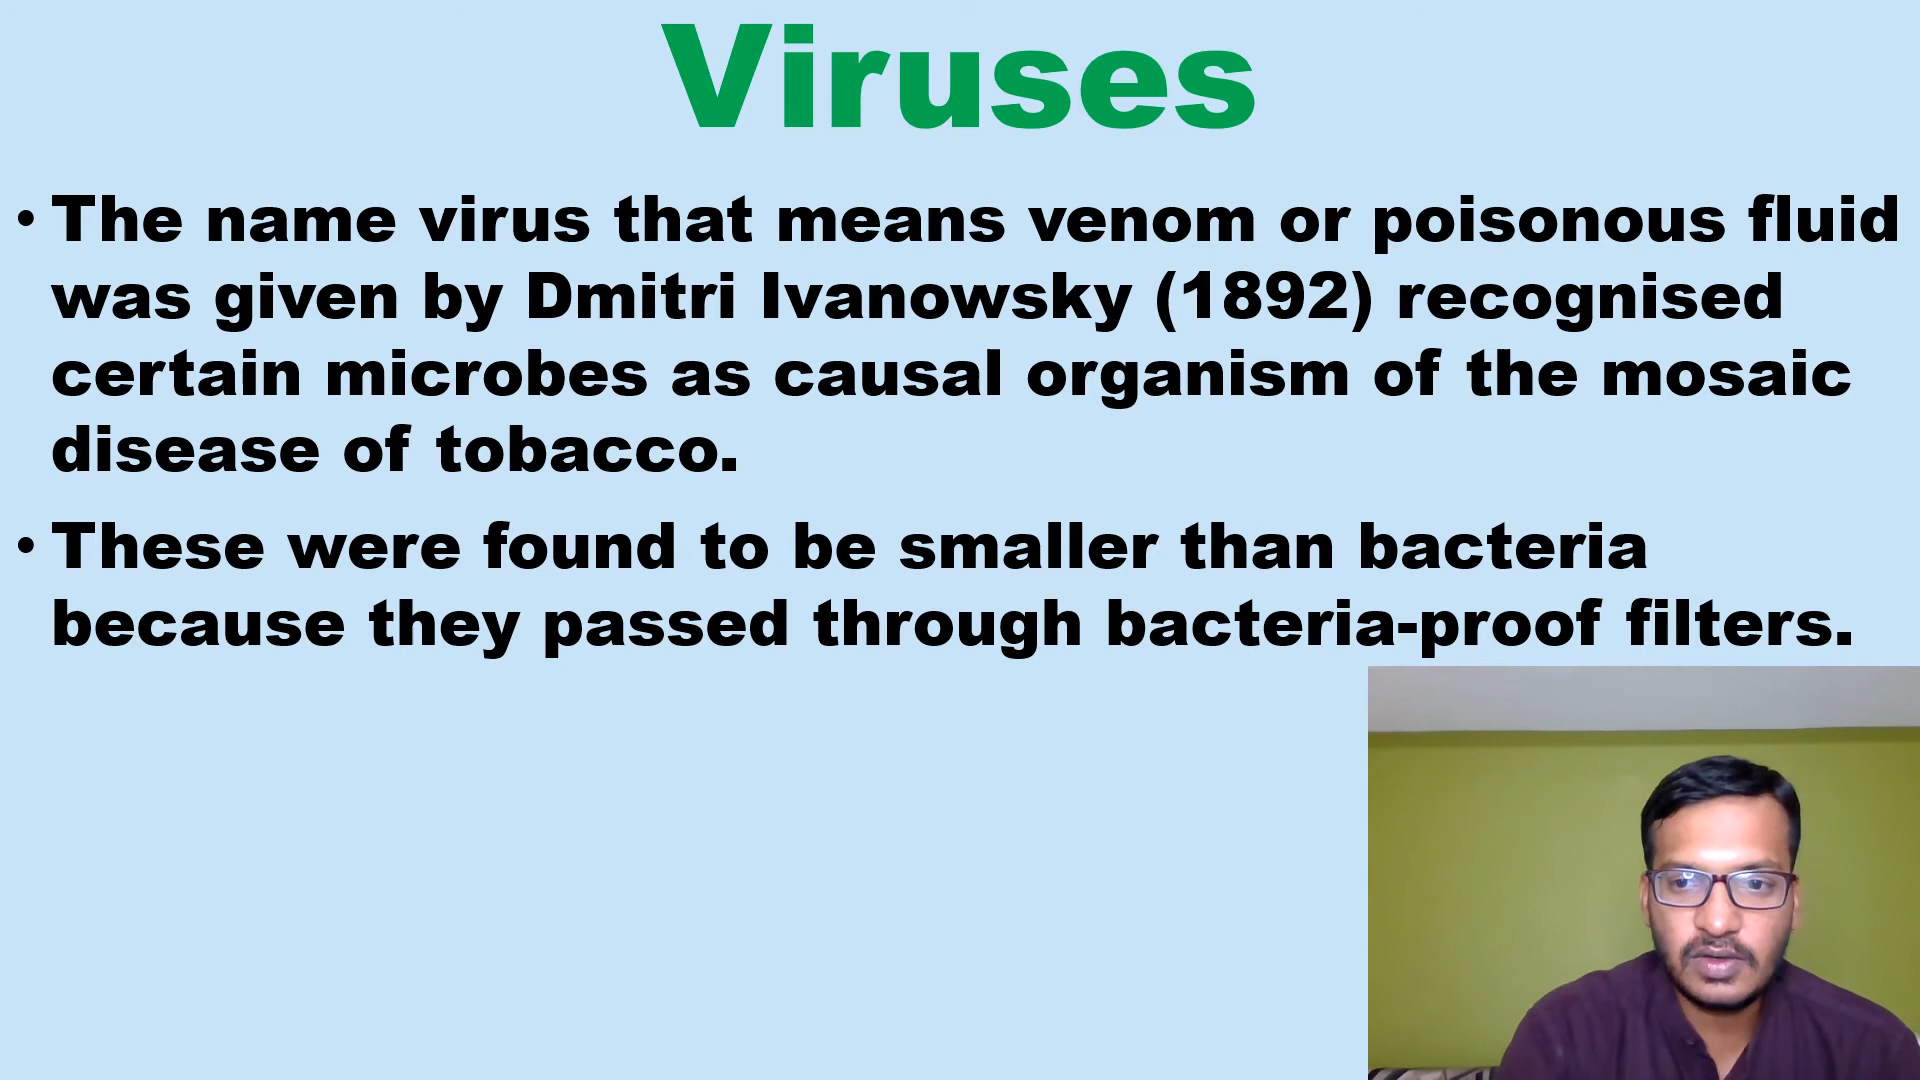 Viruses
• The name virus that means venom or poisonous fluid
was given by Dmitri Ivanowsky (1892) recognised
certain microbes as causal organism of the mosaic
disease of tobacco.
• These were found to be smaller than bacteria
because they passed through bacteria-proof filters.